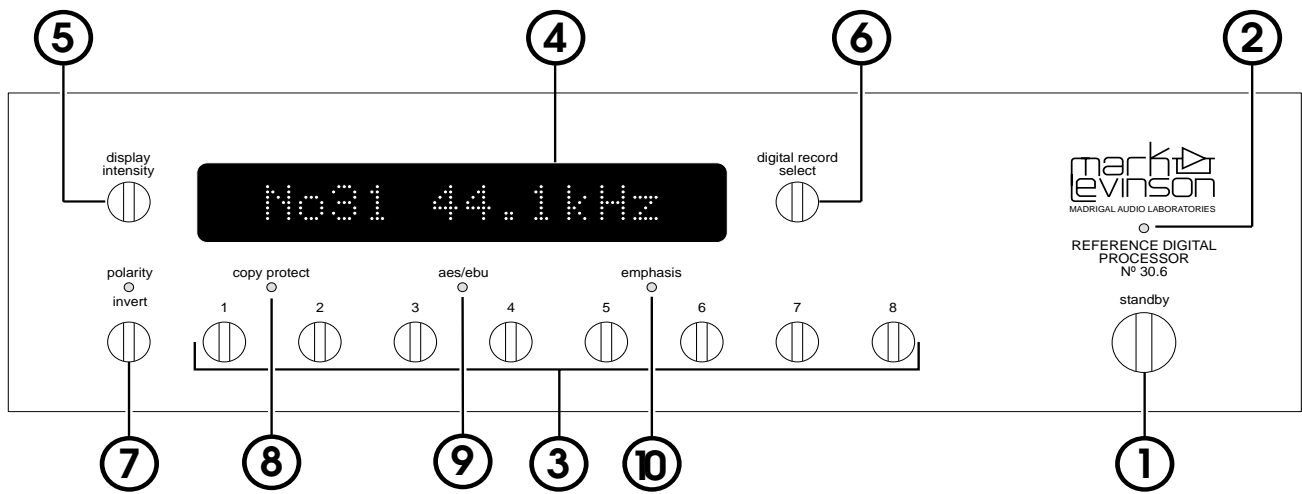 5
4
6
2
display
intensity
No31 44.1kHz
digital record
select
mark
levinson
MADRIGAL AUDIO LABORATORIES
REFERENCE DIGITAL
PROCESSOR
Nº 30.6
polarity
invert
copy protect
aes/ebu
emphasis
standby
1
2
3
4
5
6
7
8
7
8
9
3
10
1